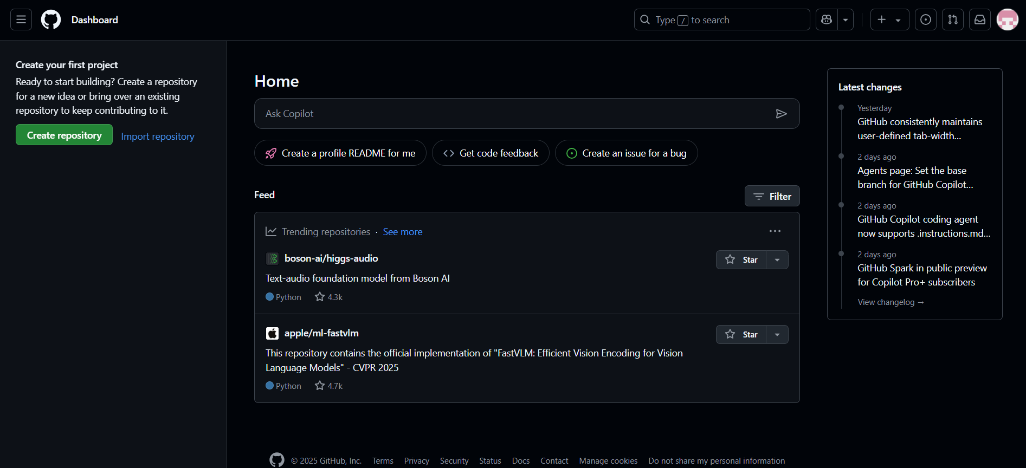 Dashboard
Type / to search
Create your first project
Ready to start building? Create a repository
for a new idea or bring over an existing
repository to keep contributing to it.
Create repository
Import repository
Home
Ask Copilot
Create a profile README for me
Get code feedback
Create an issue for a bug
Feed
Filter
Trending repositories · See more
boson-ai/higgs-audio
Star
Text-audio foundation model from Boson AI
Python
4.3k
apple/ml-fastvlm
Star
This repository contains the official implementation of "FastVLM: Efficient Vision Encoding for Vision
Language Models" - CVPR 2025
Python
4.7k
Latest changes
Yesterday
GitHub consistently maintains
user-defined tab-width...
2 days ago
Agents page: Set the base
branch for GitHub Copilot...
2 days ago
GitHub Copilot coding agent
now supports .instructions.md...
2 days ago
GitHub Spark in public preview
for Copilot Pro+ subscribers
View changelog →
© 2025 GitHub, Inc.
Terms
Privacy
Security
Status
Docs
Contact
Manage cookies
Do not share my personal information